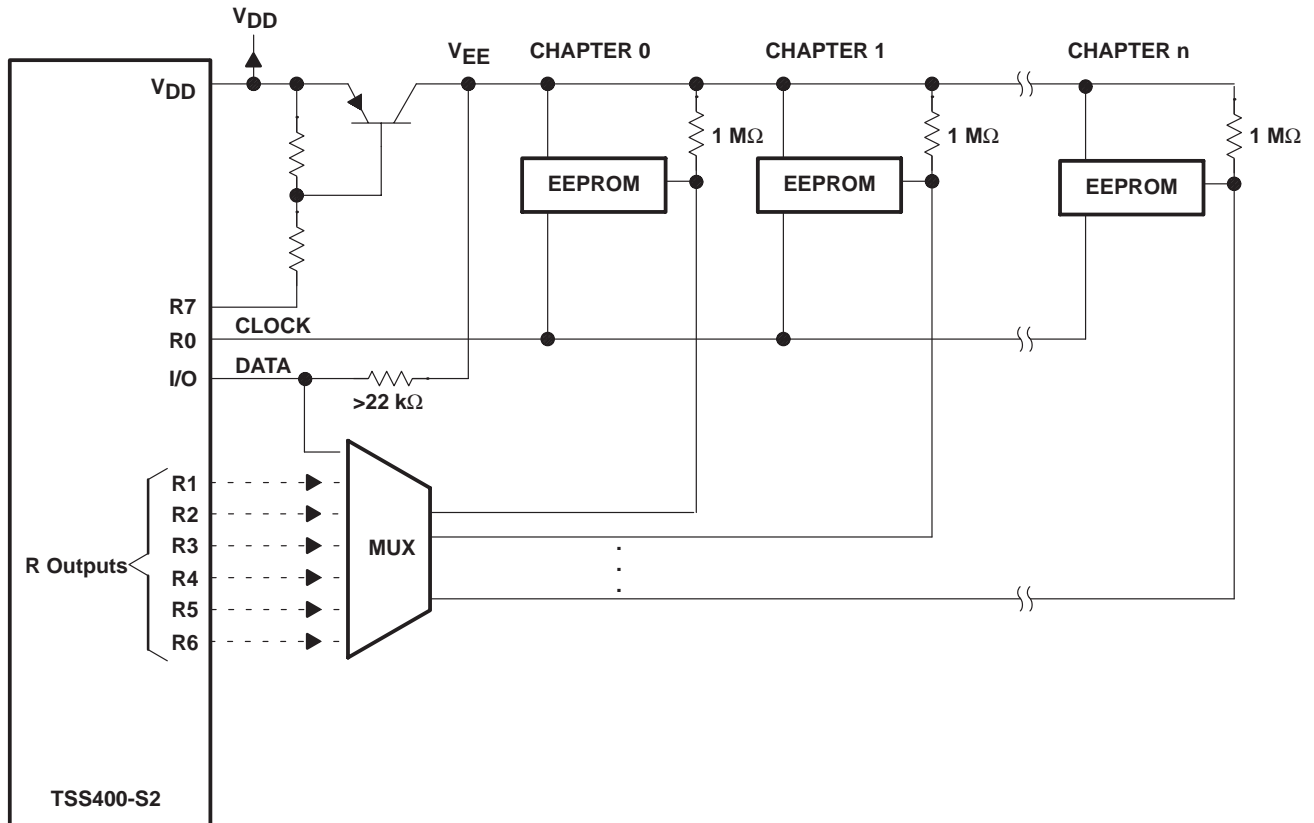 VDD
VEE
CHAPTER 0
CHAPTER 1
CHAPTER n
VDD
1 MΩ
1 MΩ
1 MΩ
EEPROM
EEPROM
EEPROM
R7
CLOCK
R0
DATA
I/O
>22 kΩ
R1
R2
R3
MUX
R Outputs
R4
R5
R6
TSS400-S2